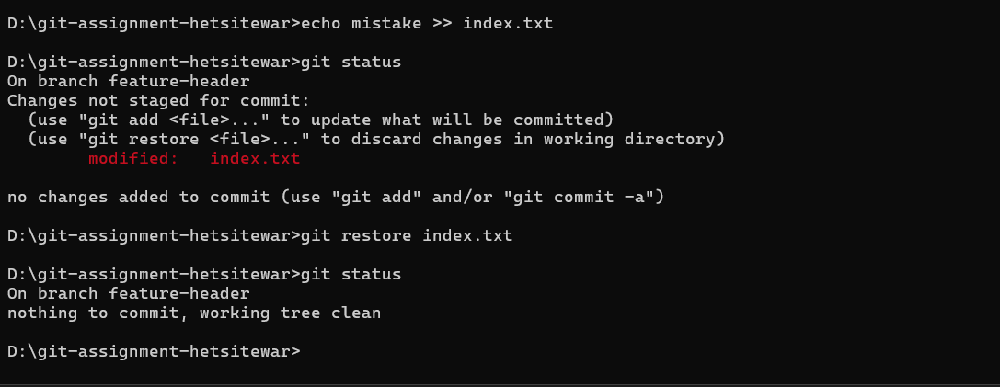 D:\git-assignment-hetsitewar>echo mistake >> index.txt
D:\git-assignment-hetsitewar>git status
On branch feature-header
Changes not staged for commit:
  (use "git add <file>..." to update what will be committed)
  (use "git restore <file>..." to discard changes in working directory)
        modified:   index.txt
no changes added to commit (use "git add" and/or "git commit -a")
D:\git-assignment-hetsitewar>git restore index.txt
D:\git-assignment-hetsitewar>git status
On branch feature-header
nothing to commit, working tree clean
D:\git-assignment-hetsitewar>